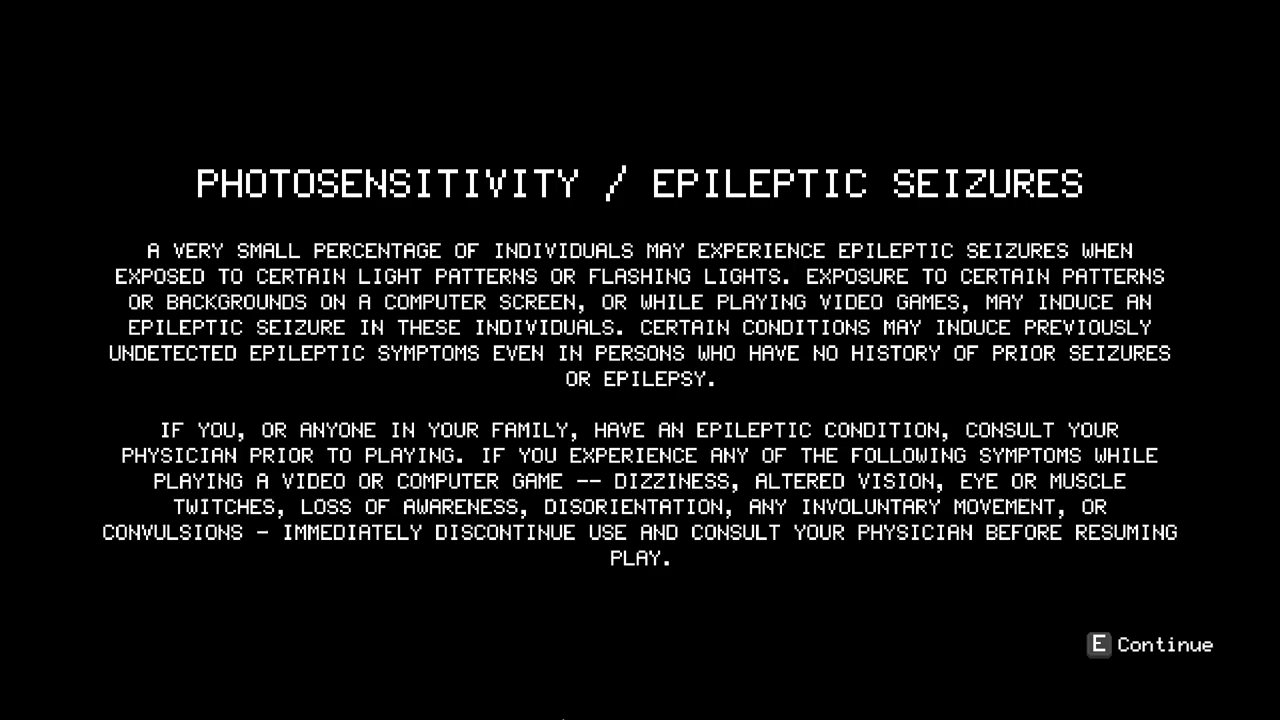 PHOTOSENSITIVITY / EPILEPTIC SEIZURES
A VERY SMALL PERCENTAGE OF INDIVIDUALS MAY EXPERIENCE EPILEPTIC SEIZURES WHEN
EXPOSED TO CERTAIN LIGHT PATTERNS OR FLASHING LIGHTS. EXPOSURE TO CERTAIN PATTERNS
OR BACKGROUNDS ON A COMPUTER SCREEN, OR WHILE PLAYING VIDEO GAMES, MAY INDUCE AN
EPILEPTIC SEIZURE IN THESE INDIVIDUALS. CERTAIN CONDITIONS MAY INDUCE PREVIOUSLY
UNDETECTED EPILEPTIC SYMPTOMS EVEN IN PERSONS WHO HAVE NO HISTORY OF PRIOR SEIZURES
OR EPILEPSY.
IF YOU, OR ANYONE IN YOUR FAMILY, HAVE AN EPILEPTIC CONDITION, CONSULT YOUR
PHYSICIAN PRIOR TO PLAYING. IF YOU EXPERIENCE ANY OF THE FOLLOWING SYMPTOMS WHILE
PLAYING A VIDEO OR COMPUTER GAME -- DIZZINESS, ALTERED VISION, EYE OR MUSCLE
TWITCHES, LOSS OF AWARENESS, DISORIENTATION, ANY INVOLUNTARY MOVEMENT, OR
CONVULSIONS - IMMEDIATELY DISCONTINUE USE AND CONSULT YOUR PHYSICIAN BEFORE RESUMING
PLAY.
E Continue